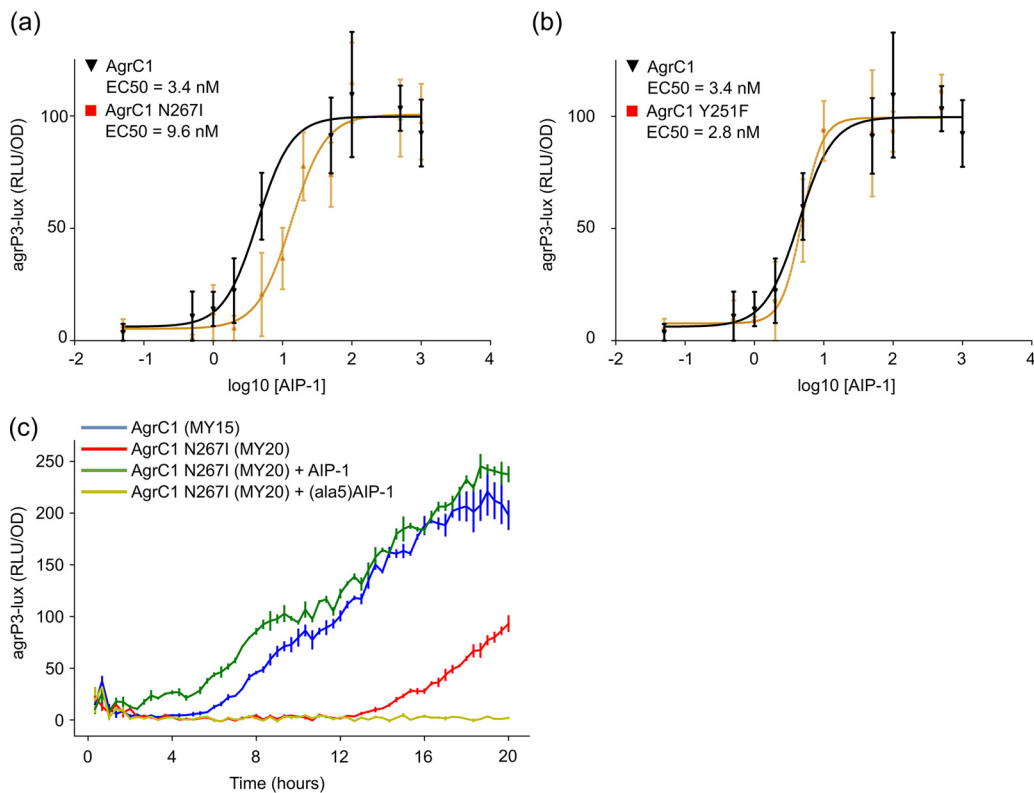 (a)
AgrC1
EC50 = 3.4 nM
AgrC1 N267I
EC50 = 9.6 nM
agrP3-lux (RLU/OD)
100
50
0
-2
-1
0
1
2
3
4
log10 [AIP-1]
(b)
AgrC1
EC50 = 3.4 nM
AgrC1 Y251F
EC50 = 2.8 nM
agrP3-lux (RLU/OD)
100
50
0
-2
-1
0
1
2
3
4
log10 [AIP-1]
(c)
AgrC1 (MY15)
AgrC1 N267I (MY20)
AgrC1 N267I (MY20) + AIP-1
AgrC1 N267I (MY20) + (ala5)AIP-1
agrP3-lux (RLU/OD)
250
200
150
100
50
0
0
4
8
12
16
20
Time (hours)